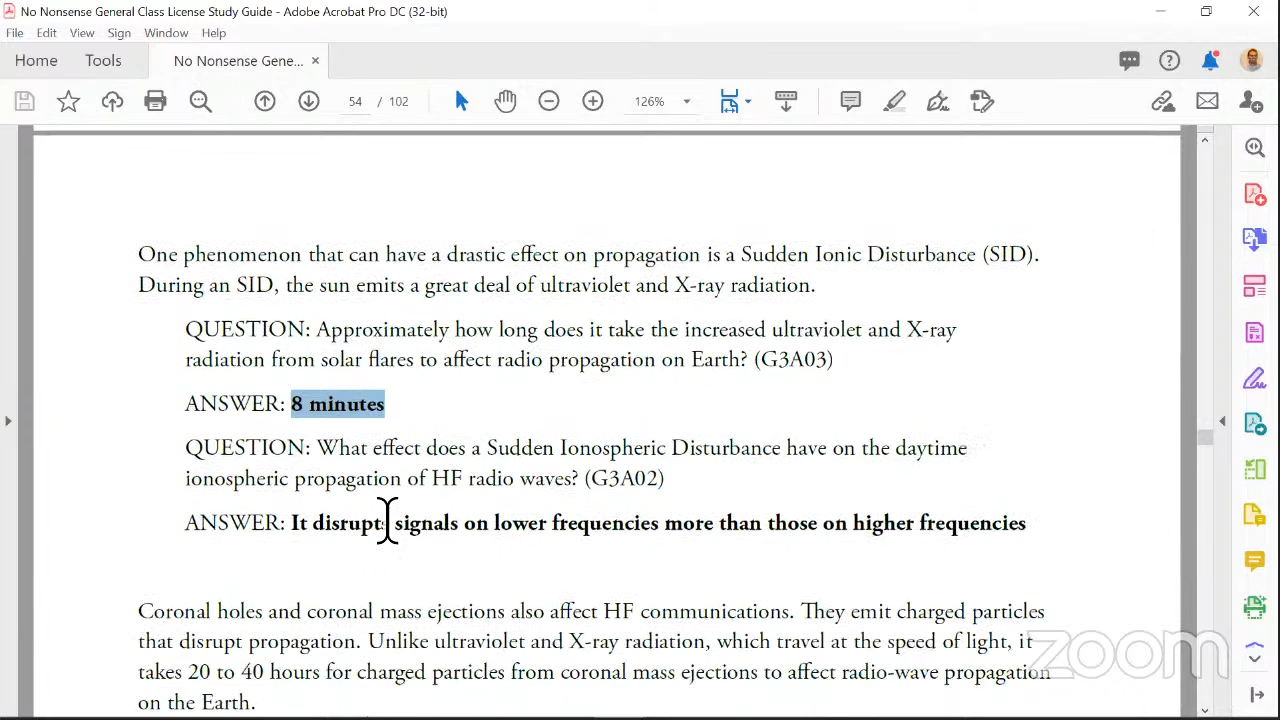 No Nonsense General Class License Study Guide - Adobe Acrobat Pro DC (32-bit)
File Edit View Sign Window Help
Home Tools No Nonsense Gene... ×
54 / 102 126%
One phenomenon that can have a drastic effect on propagation is a Sudden Ionic Disturbance (SID).
During an SID, the sun emits a great deal of ultraviolet and X-ray radiation.
QUESTION: Approximately how long does it take the increased ultraviolet and X-ray
radiation from solar flares to affect radio propagation on Earth? (G3A03)
ANSWER: 8 minutes
QUESTION: What effect does a Sudden Ionospheric Disturbance have on the daytime
ionospheric propagation of HF radio waves? (G3A02)
ANSWER: It disrupts signals on lower frequencies more than those on higher frequencies
Coronal holes and coronal mass ejections also affect HF communications. They emit charged particles
that disrupt propagation. Unlike ultraviolet and X-ray radiation, which travel at the speed of light, it
takes 20 to 40 hours for charged particles from coronal mass ejections to affect radio-wave propagation
on the Earth.
zoom